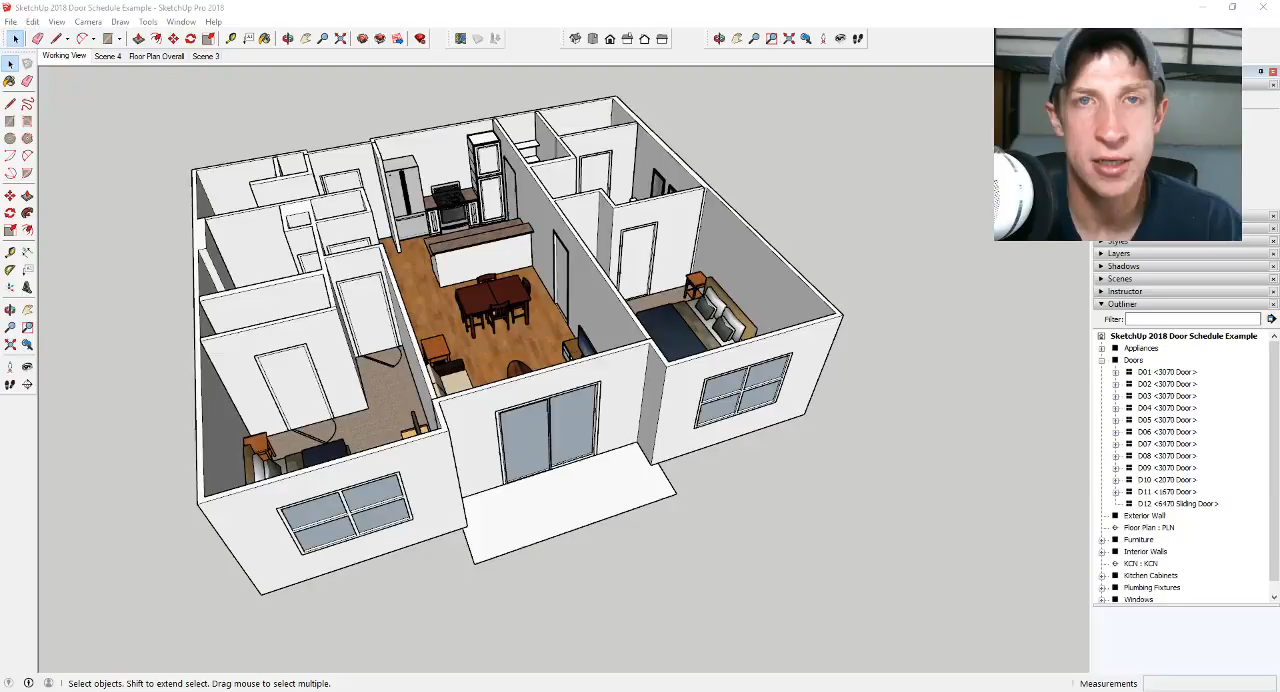 SketchUp 2018 Door Schedule Example - SketchUp Pro 2018
File Edit View Camera Draw Tools Window Help
Working View Scene 4 Floor Plan Overall Scene 3
Styles
Layers
Shadows
Scenes
Instructor
Outliner
Filter:
SketchUp 2018 Door Schedule Example
Appliances
Doors
D01 <3070 Door>
D02 <3070 Door>
D03 <3070 Door>
D04 <3070 Door>
D05 <3070 Door>
D06 <3070 Door>
D07 <3070 Door>
D08 <3070 Door>
D09 <3070 Door>
D10 <2070 Door>
D11 <1670 Door>
D12 <6470 Sliding Door>
Exterior Wall
Floor Plan : PLN
Furniture
Interior Walls
KCN : KCN
Kitchen Cabinets
Plumbing Fixtures
Windows
Select objects. Shift to extend select. Drag mouse to select multiple.
Measurements